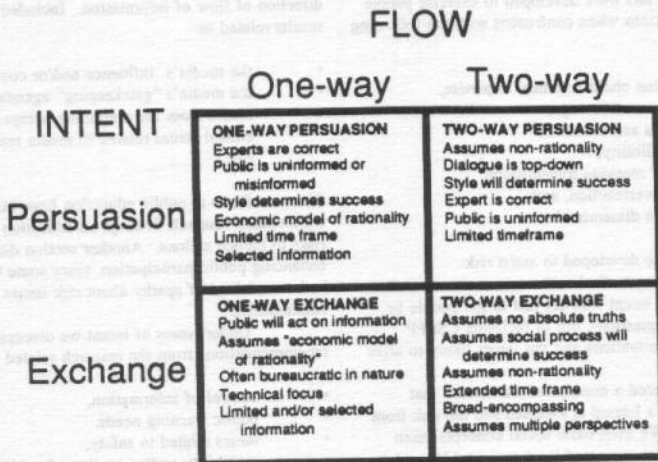 FLOW
One-way Two-way
INTENT
Persuasion
ONE-WAY PERSUASION
Experts are correct
Public is uninformed or
misinformed
Style determines success
Economic model of rationality
Limited time frame
Selected information
TWO-WAY PERSUASION
Assumes non-rationality
Dialogue is top-down
Style will determine success
Expert is correct
Public is uninformed
Limited timeframe
Exchange
ONE-WAY EXCHANGE
Public will act on information
Assumes "economic model
of rationality"
Often bureaucratic in nature
Technical focus
Limited and/or selected
information
TWO-WAY EXCHANGE
Assumes no absolute truths
Assumes social process will
determine success
Assumes non-rationality
Extended time frame
Broad-encompassing
Assumes multiple perspectives